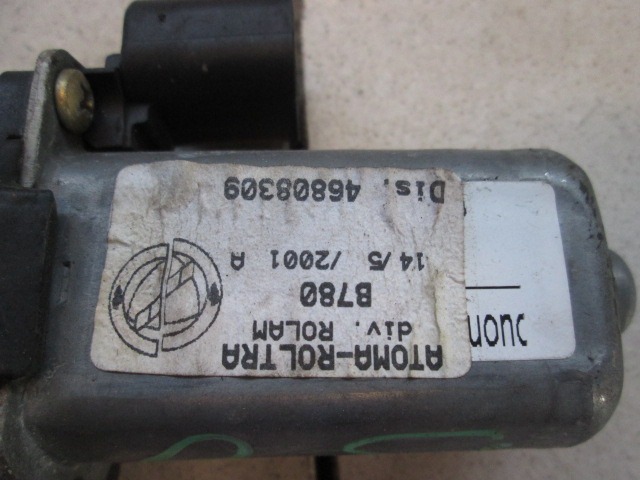 ATOMA-ROLTRA
div. ROLAM
B780
14/5 /2001 A
Dis. 46808309